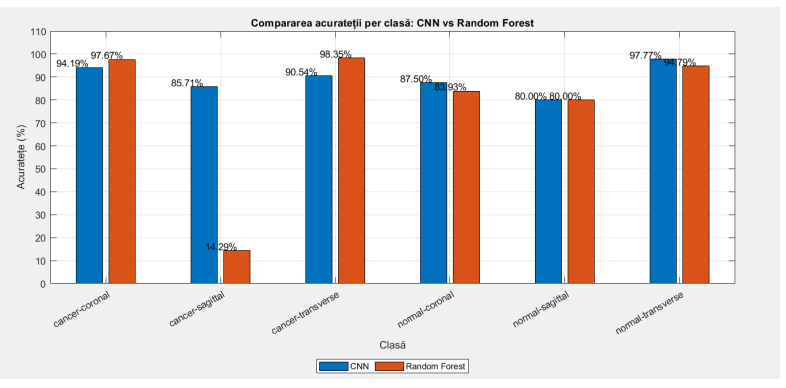 Compararea acurateții per clasă: CNN vs Random Forest
110
100
90
80
70
60
50
40
30
20
10
0
Acuratețe (%)
94.19% 97.67%
85.71% 14.29%
90.54% 98.35%
87.50% 83.93%
80.00% 80.00%
97.77% 94.79%
cancer-coronal
cancer-sagittal
cancer-transverse
normal-coronal
normal-sagittal
normal-transverse
Clasă
CNN Random Forest